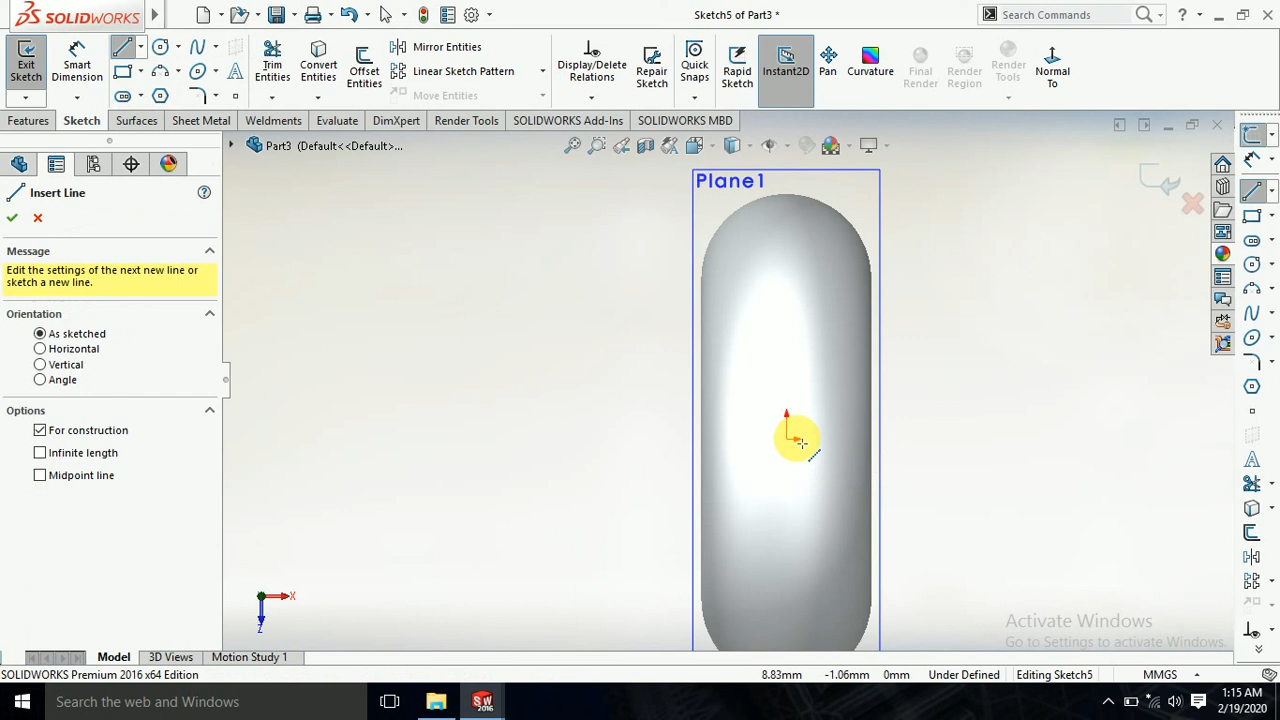 SOLIDWORKS
Sketch5 of Part3 *
Search Commands
Exit Sketch
Smart Dimension
Trim Entities
Convert Entities
Offset Entities
Mirror Entities
Linear Sketch Pattern
Move Entities
Display/Delete Relations
Repair Sketch
Quick Snaps
Rapid Sketch
Instant2D
Pan
Curvature
Final Render
Render Region
Render Tools
Normal To
Features
Sketch
Surfaces
Sheet Metal
Weldments
Evaluate
DimXpert
Render Tools
SOLIDWORKS Add-Ins
SOLIDWORKS MBD
Part3 (Default<<Default>...
Insert Line
Message
Edit the settings of the next new line or
sketch a new line.
Orientation
As sketched
Horizontal
Vertical
Angle
Options
For construction
Infinite length
Midpoint line
Plane1
X
Z
Activate Windows
Go to Settings to activate Windows.
Model
3D Views
Motion Study 1
SOLIDWORKS Premium 2016 x64 Edition
8.83mm
-1.06mm
0mm
Under Defined
Editing Sketch5
MMGS
Search the web and Windows
SW
2016
1:15 AM
2/19/2020